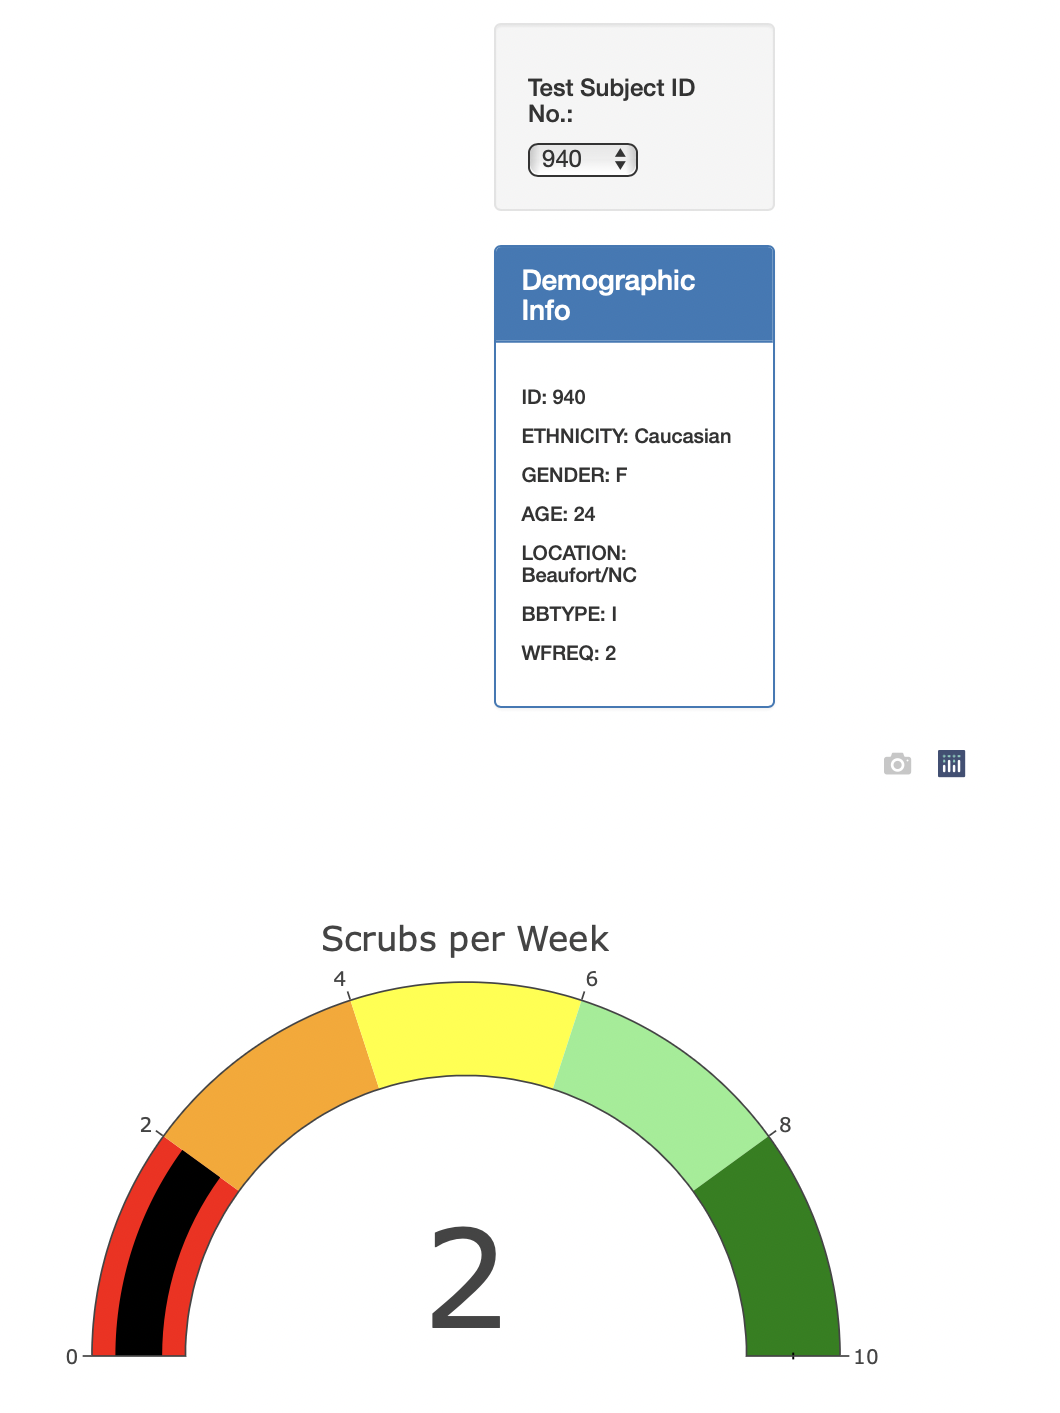 Test Subject ID
No.:
940
Demographic
Info
ID: 940
ETHNICITY: Caucasian
GENDER: F
AGE: 24
LOCATION:
Beaufort/NC
BBTYPE: I
WFREQ: 2
Scrubs per Week
4
6
2
8
2
0
10